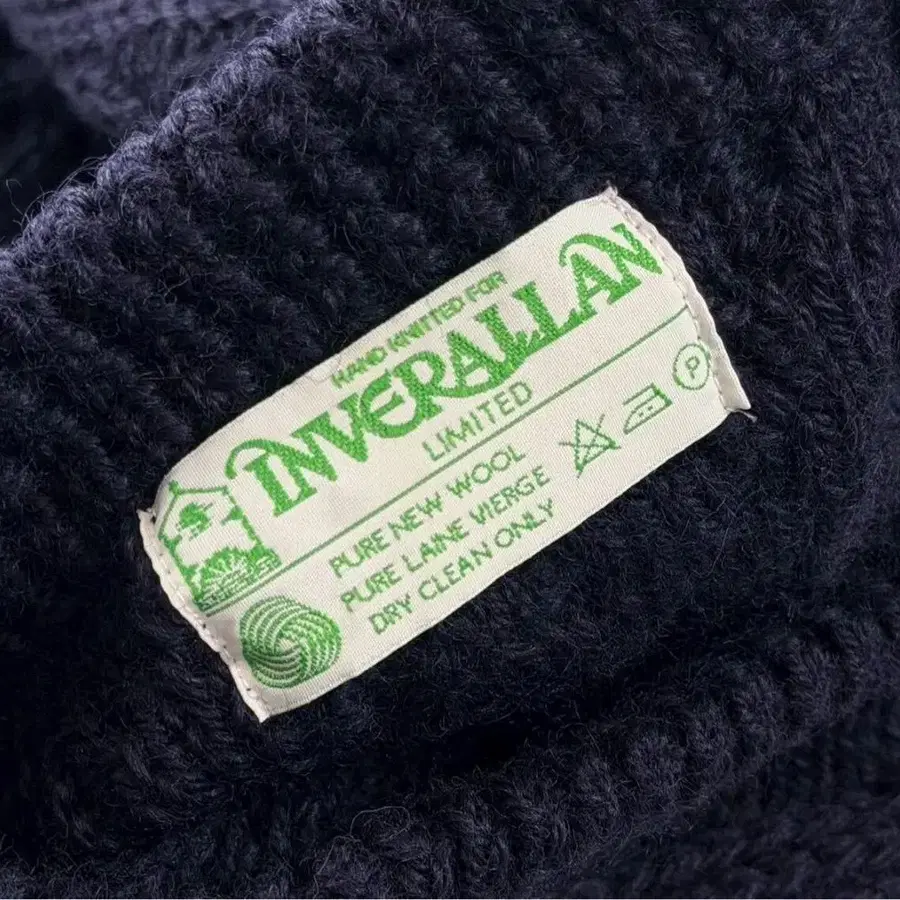 HAND KNITTED FOR
INVERALLAN
LIMITED
PURE NEW WOOL
PURE LAINE VIERGE
DRY CLEAN ONLY
P